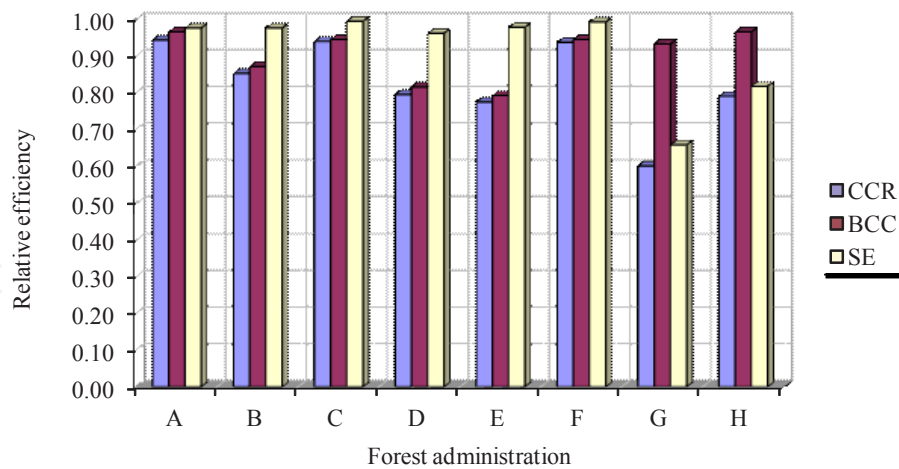 1.00
0.90
0.80
0.70
0.60
0.50
0.40
0.30
0.20
0.10
0.00
Relative efficiency
A B C D E F G H
Forest administration
CCR
BCC
SE